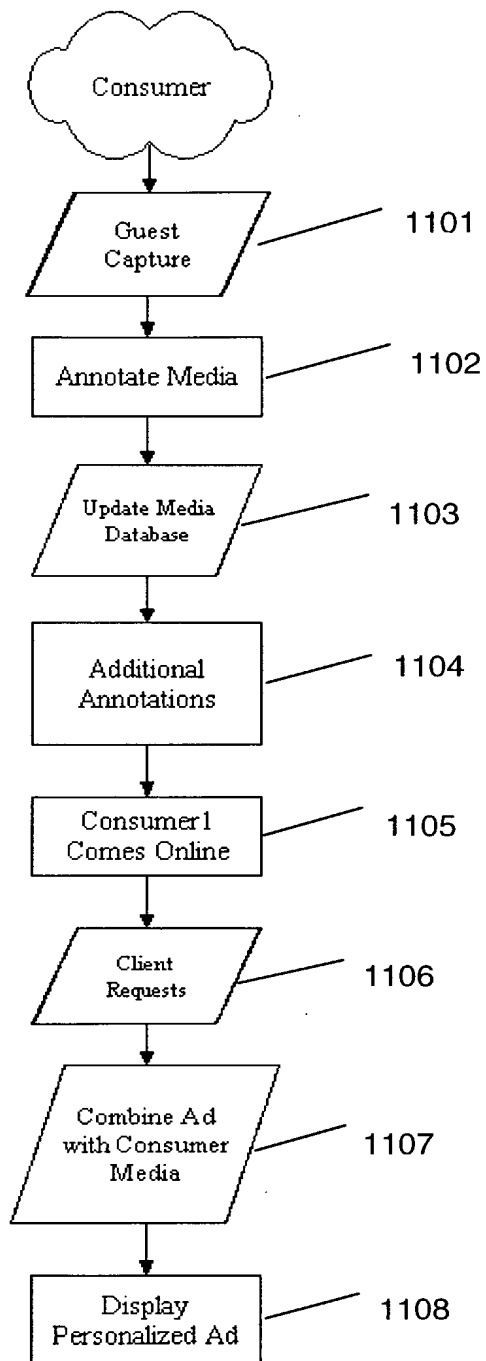 Consumer
Guest
Capture
1101
Annotate Media
1102
Update Media
Database
1103
Additional
Annotations
1104
Consumer1
Comes Online
1105
Client
Requests
1106
Combine Ad
with Consumer
Media
1107
Display
Personalized Ad
1108